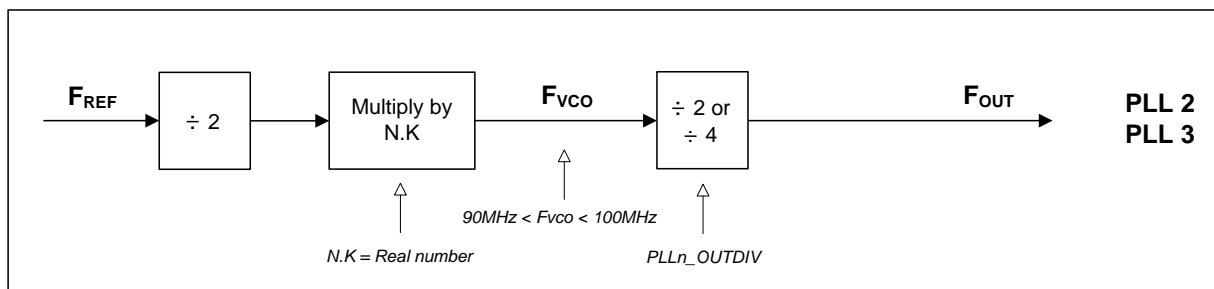 FREF
÷ 2
Multiply by
N.K
FVCO
÷ 2 or
÷ 4
FOUT
PLL 2
PLL 3
90MHz < Fvco < 100MHz
N.K = Real number
PLLn_OUTDIV